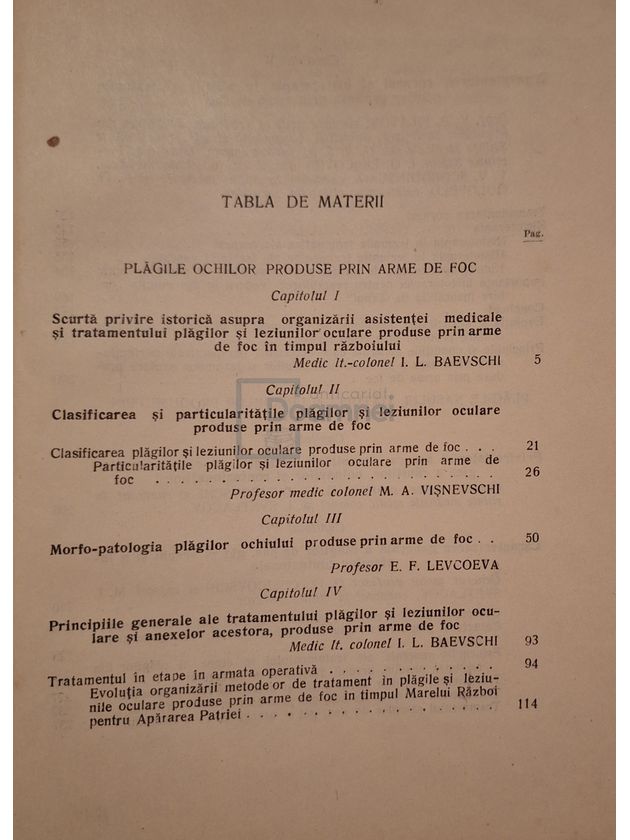 TABLA DE MATERII
Pag.
PLĂGILE OCHILOR PRODUSE PRIN ARME DE FOC
Capitolul I
Scurtă privire istorică asupra organizării asistenței medicale
și tratamentului plăgilor și leziunilor oculare produse prin arme
de foc în timpul războiului
Medic lt.-colonel I. L. BAEVSCHI 5
anticariat
Decumnei
Capitolul II
Clasificarea și particularitățile plăgilor și leziunilor oculare
produse prin arme de foc
Clasificarea plăgilor și leziunilor oculare produse prin arme de foc . . . 21
Particularitățile plăgilor și leziunilor oculare prin arme de
foc . . . . . . . . . . . . . . . . . . . . . . . . 26
Profesor medic colonel M. A. VIȘNEVSCHI
Capitolul III
Morfo-patologia plăgilor ochiului produse prin arme de foc . . 50
Profesor E. F. LEVCOEVA
Capitolul IV
Principiile generale ale tratamentului plăgilor și leziunilor ocu-
lare și anexelor acestora, produse prin arme de foc
Medic lt. colonel I. L. BAEVSCHI 93
Tratamentul în etape în armata operativă . . . . . . . . . . . . 94
Evoluția organizării metode or de tratament in plăgile și leziu-
nile oculare produse prin arme de foc in timpul Marelui Război
pentru Apărarea Patriei . . . . . . . . . . . . . . . . . 114